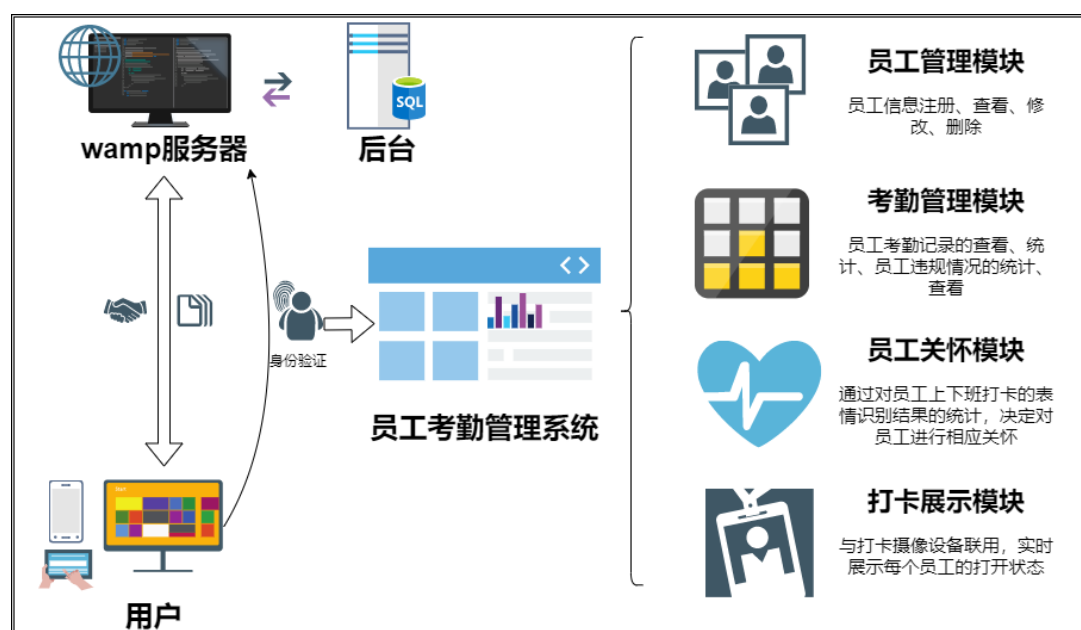 SQL
wamp服务器
后台
身份验证
员工考勤管理系统
用户
员工管理模块
员工信息注册、查看、修
改、删除
考勤管理模块
员工考勤记录的查看、统
计、员工违规情况的统计、
查看
员工关怀模块
通过对员工上下班打卡的表
情识别结果的统计，决定对
员工进行相应关怀
打卡展示模块
与打卡摄像设备联用，实时
展示每个员工的打开状态